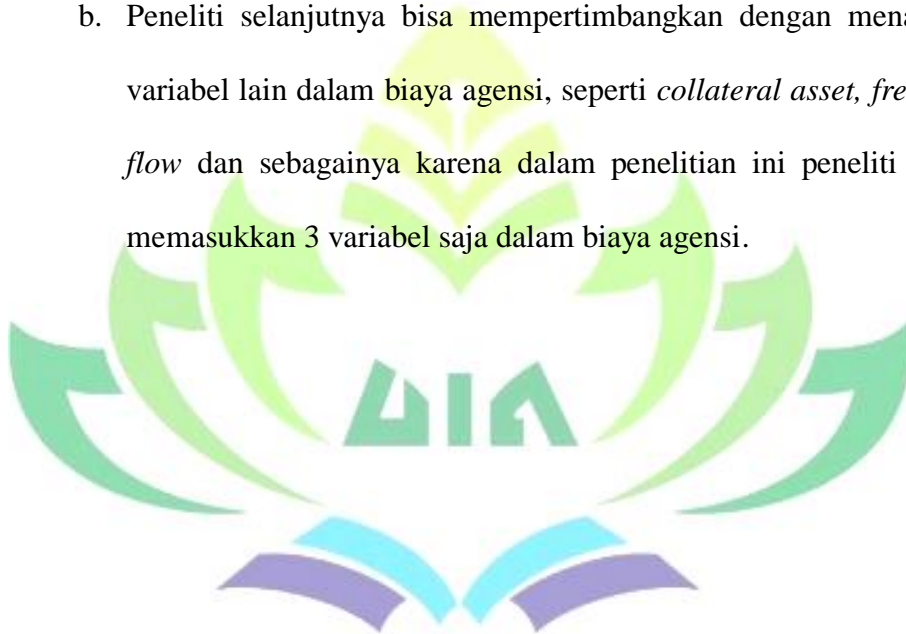 b. Peneliti selanjutnya bisa mempertimbangkan dengan mena
variabel lain dalam biaya agensi, seperti collateral asset, fre
flow dan sebagainya karena dalam penelitian ini peneliti
memasukkan 3 variabel saja dalam biaya agensi.
UIN